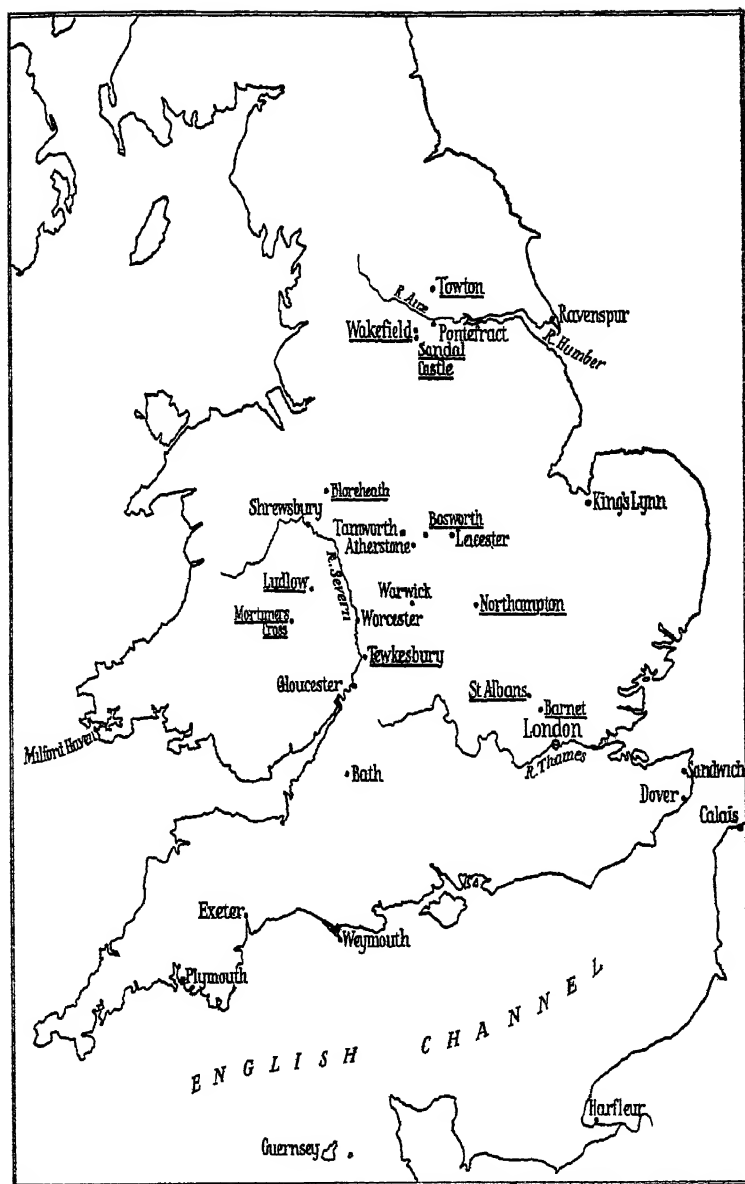 Towton
R. Aire
Ravenspur
Wakefield
Pontefract
R. Humber
Sandal
Castle
Bloreheath
King's Lynn
Shrewsbury
Tamworth
Bosworth
Atherstone
Leicester
Ludlow
R. Severn
Warwick
Northampton
Mortimers
Cross
Worcester
Tewkesbury
Gloucester
St Albans
Barnet
Milford Haven
London
R. Thames
Bath
Sandwich
Dover
Calais
Exeter
Weymouth
Plymouth
ENGLISH CHANNEL
Harfleur
Guernsey